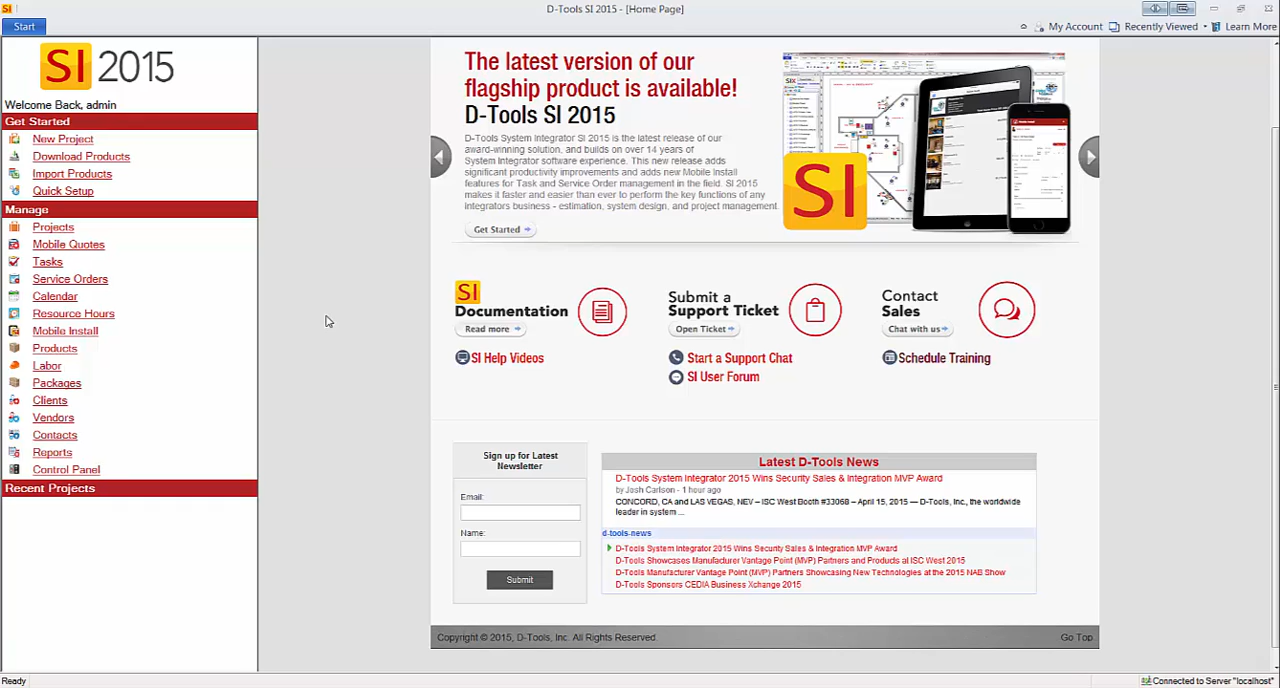 SI
D-Tools SI 2015 - [Home Page]
Start
My Account
Recently Viewed
Learn More
SI 2015
Welcome Back, admin
Get Started
New Project
Download Products
Import Products
Quick Setup
Manage
Projects
Mobile Quotes
Tasks
Service Orders
Calendar
Resource Hours
Mobile Install
Products
Labor
Packages
Clients
Vendors
Contacts
Reports
Control Panel
Recent Projects
The latest version of our
flagship product is available!
D-Tools SI 2015
D-Tools System Integrator SI 2015 is the latest release of our
award-winning solution, and builds on over 14 years of
System Integrator software experience. This new release adds
significant productivity improvements and adds new Mobile Install
features for Task and Service Order management in the field. SI 2015
makes it faster and easier than ever to perform the key functions of any
integrators business - estimation, system design, and project management.
Get Started
SI
SI
Documentation
Read more
SI Help Videos
Submit a
Support Ticket
Open Ticket
Start a Support Chat
SI User Forum
Contact
Sales
Chat with us
Schedule Training
Sign up for Latest
Newsletter
Email:
Name:
Submit
Latest D-Tools News
D-Tools System Integrator 2015 Wins Security Sales & Integration MVP Award
by Josh Carlson - 1 hour ago
CONCORD, CA and LAS VEGAS, NEV – ISC West Booth #33068 – April 15, 2015 — D-Tools, Inc., the worldwide
leader in system ...
d-tools-news
D-Tools System Integrator 2015 Wins Security Sales & Integration MVP Award
D-Tools Showcases Manufacturer Vantage Point (MVP) Partners and Products at ISC West 2015
D-Tools Manufacturer Vantage Point (MVP) Partners Showcasing New Technologies at the 2015 NAB Show
D-Tools Sponsors CEDIA Business Xchange 2015
Copyright © 2015, D-Tools, Inc. All Rights Reserved.
Go Top
Ready
Connected to Server "localhost"